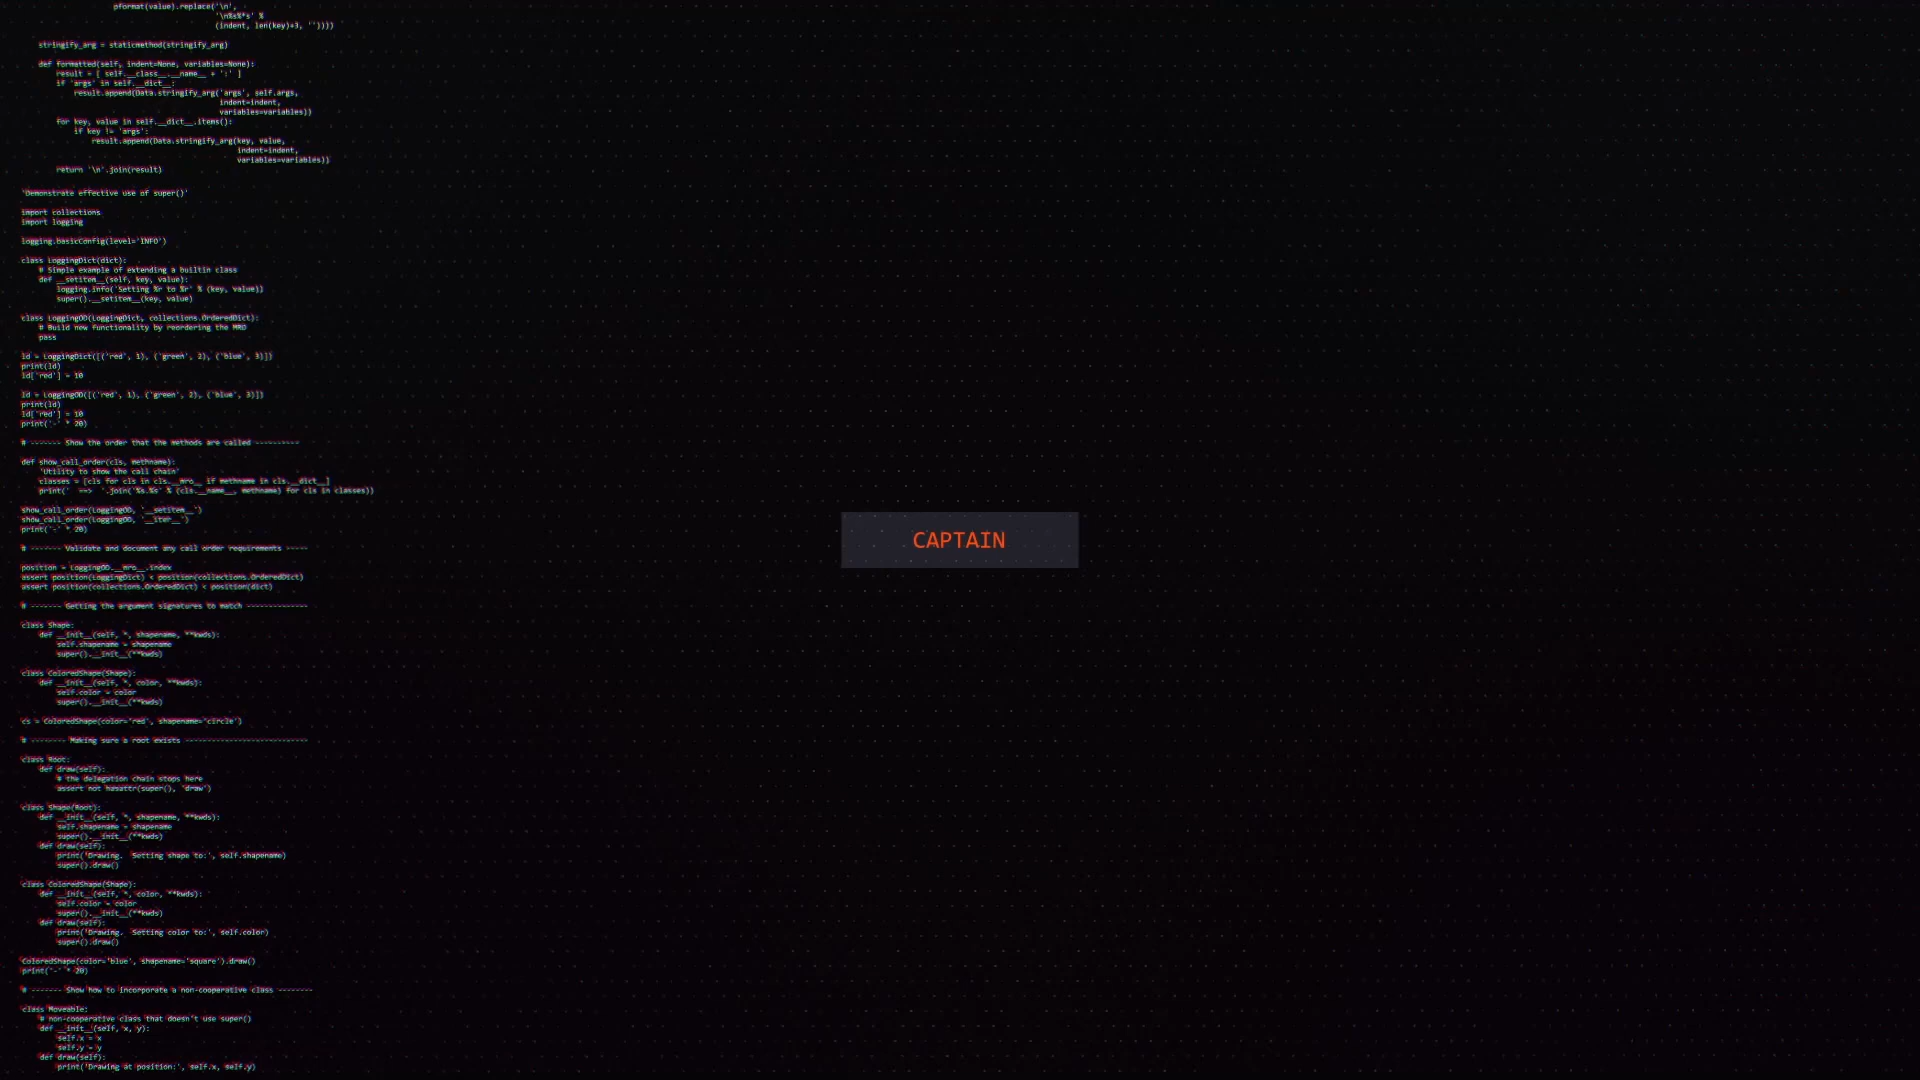 pformat(value).replace('\n',
'\n%s%*s' %
(indent, len(key)+3, ''))))
stringify_arg = staticmethod(stringify_arg)
def formatted(self, indent=None, variables=None):
result = [ self.__class__.__name__ + ':' ]
if 'args' in self.__dict__:
result.append(Data.stringify_arg('args', self.args,
indent=indent,
variables=variables))
for key, value in self.__dict__.items():
if key != 'args':
result.append(Data.stringify_arg(key, value,
indent=indent,
variables=variables))
return '\n'.join(result)
'Demonstrate effective use of super()'
import collections
import logging
logging.basicConfig(level='INFO')
class LoggingDict(dict):
# Simple example of extending a builtin class
def __setitem__(self, key, value):
logging.info('Setting %r to %r' % (key, value))
super().__setitem__(key, value)
class LoggingOD(LoggingDict, collections.OrderedDict):
# Build new functionality by reordering the MRO
pass
ld = LoggingDict([('red', 1), ('green', 2), ('blue', 3)])
print(ld)
ld['red'] = 10
ld = LoggingOD([('red', 1), ('green', 2), ('blue', 3)])
print(ld)
ld['red'] = 10
print('-' * 20)
# ------- Show the order that the methods are called ----------
def show_call_order(cls, methname):
'Utility to show the call chain'
classes = [cls for cls in cls.__mro__ if methname in cls.__dict__]
print('  ==>  '.join('%s.%s' % (cls.__name__, methname) for cls in classes))
show_call_order(LoggingOD, '__setitem__')
show_call_order(LoggingOD, '__iter__')
print('-' * 20)
# ------- Validate and document any call order requirements -----
position = LoggingOD.__mro__.index
assert position(LoggingDict) < position(collections.OrderedDict)
assert position(collections.OrderedDict) < position(dict)
# ------- Getting the argument signatures to match --------------
class Shape:
def __init__(self, *, shapename, **kwds):
self.shapename = shapename
super().__init__(**kwds)
class ColoredShape(Shape):
def __init__(self, *, color, **kwds):
self.color = color
super().__init__(**kwds)
cs = ColoredShape(color='red', shapename='circle')
# -------- Making sure a root exists ----------------------------
class Root:
def draw(self):
# the delegation chain stops here
assert not hasattr(super(), 'draw')
class Shape(Root):
def __init__(self, *, shapename, **kwds):
self.shapename = shapename
super().__init__(**kwds)
def draw(self):
print('Drawing.  Setting shape to:', self.shapename)
super().draw()
class ColoredShape(Shape):
def __init__(self, *, color, **kwds):
self.color = color
super().__init__(**kwds)
def draw(self):
print('Drawing.  Setting color to:', self.color)
super().draw()
ColoredShape(color='blue', shapename='square').draw()
print('-' * 20)
# ------- Show how to incorporate a non-cooperative class --------
class Moveable:
# non-cooperative class that doesn't use super()
def __init__(self, x, y):
self.x = x
self.y = y
def draw(self):
print('Drawing at position:', self.x, self.y)
CAPTAIN